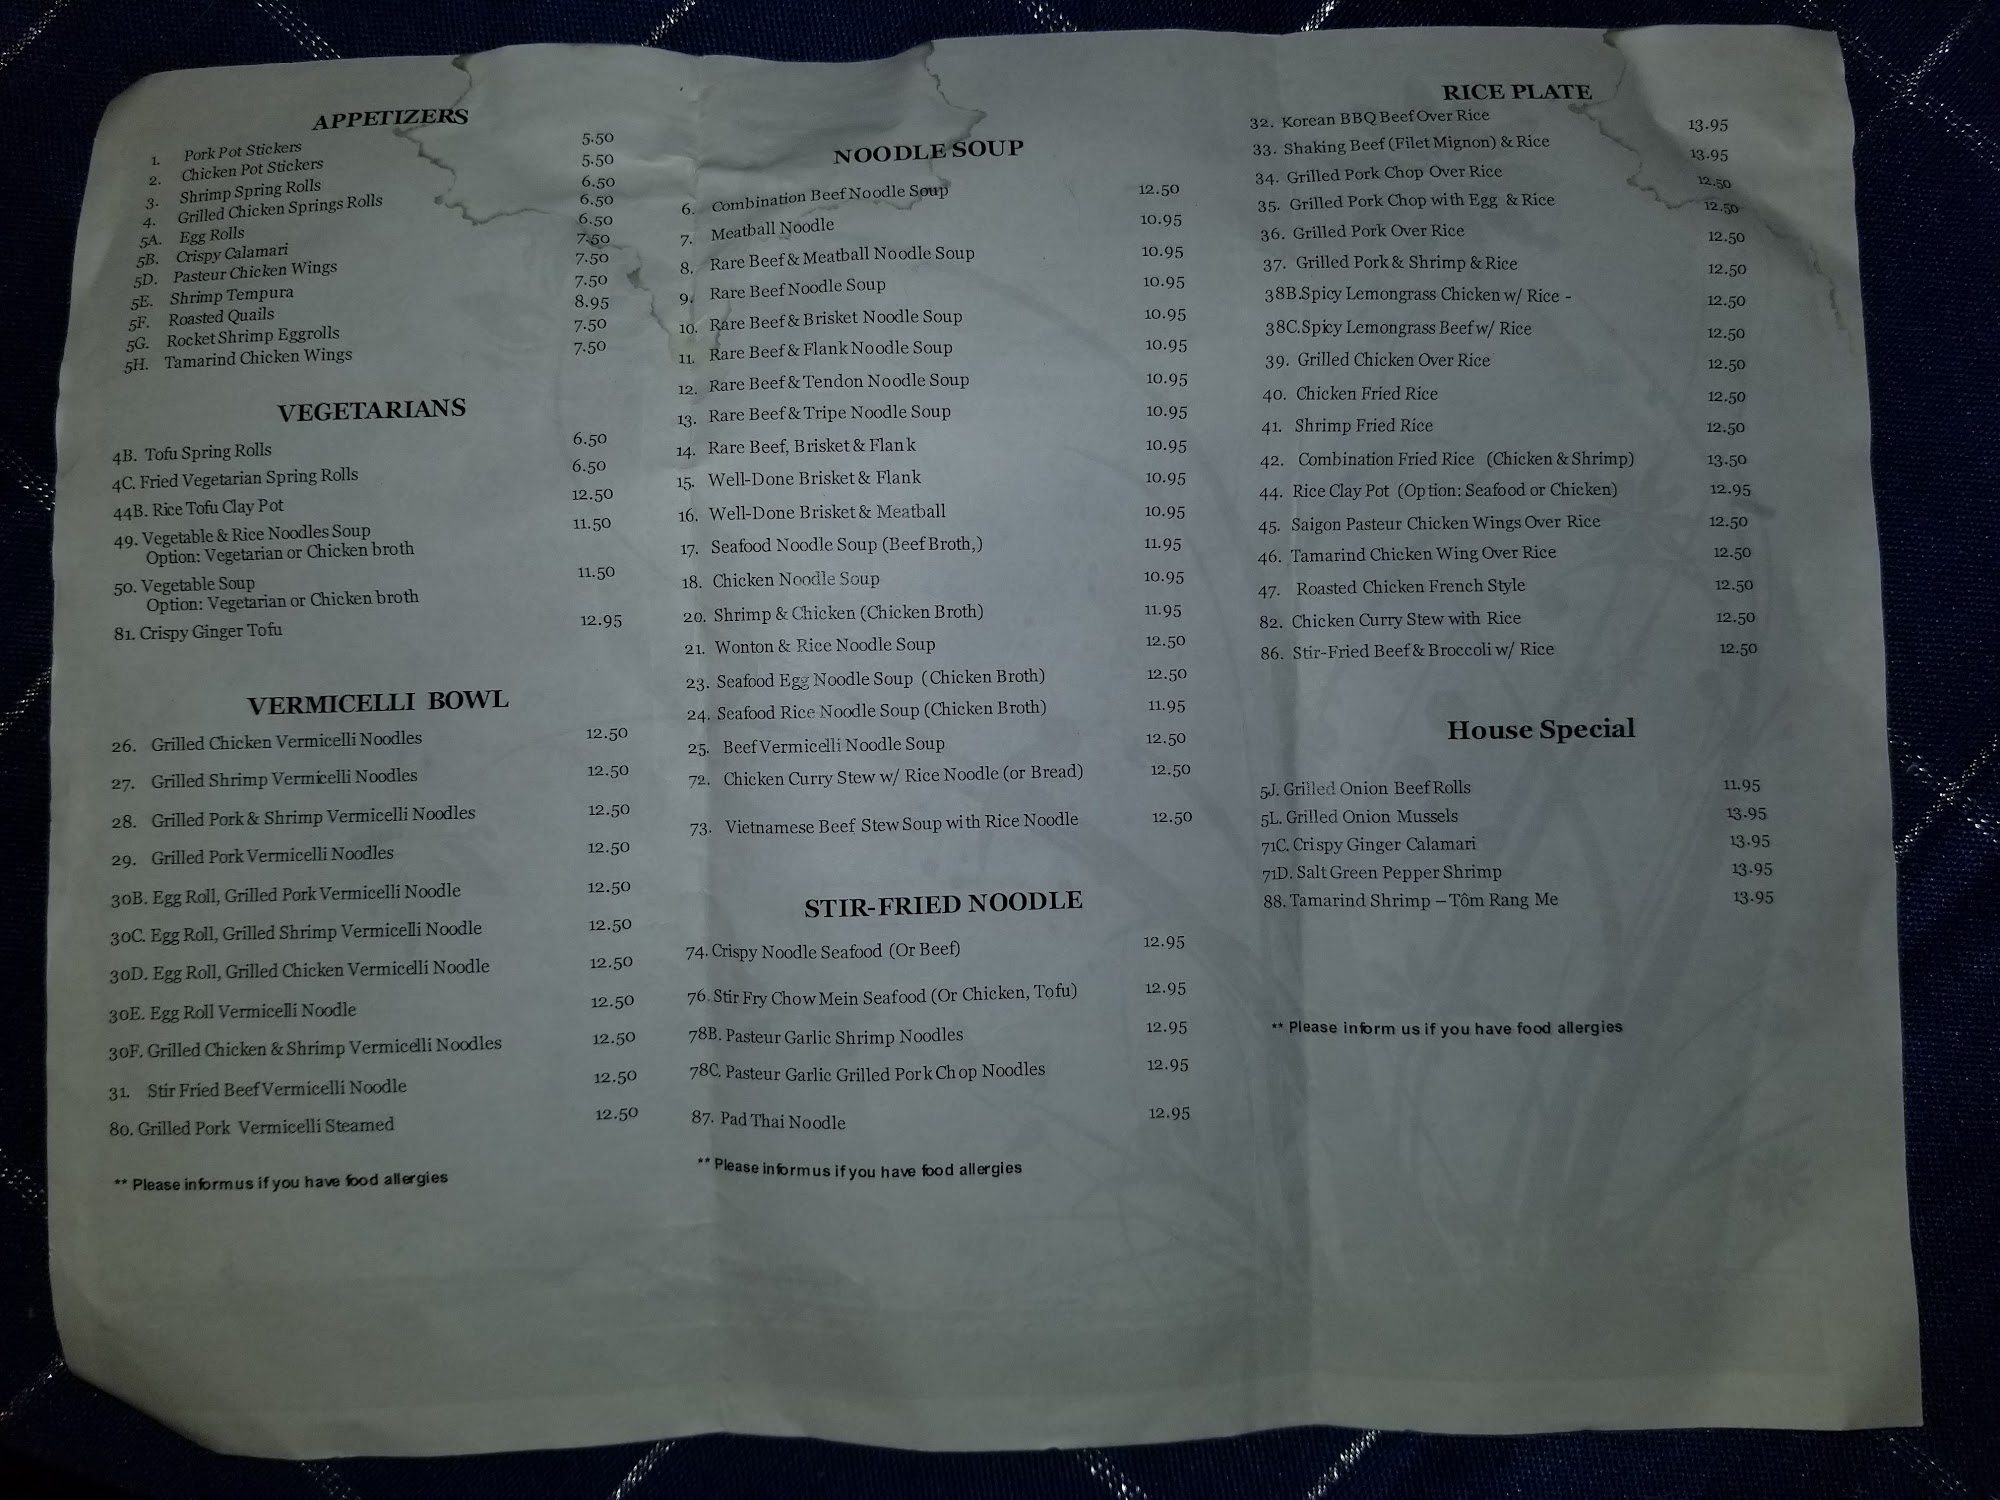 APPETIZERS
1. Pork Pot Stickers 5.50
2. Chicken Pot Stickers 5.50
3. Shrimp Spring Rolls 6.50
4. Grilled Chicken Springs Rolls 6.50
5A. Egg Rolls 6.50
5B. Crispy Calamari 7.50
5D. Pasteur Chicken Wings 7.50
5E. Shrimp Tempura 7.50
5F. Roasted Quails 8.95
5G. Rocket Shrimp Eggrolls 7.50
5H. Tamarind Chicken Wings 7.50
VEGETARIANS
4B. Tofu Spring Rolls 6.50
4C. Fried Vegetarian Spring Rolls 6.50
44B. Rice Tofu Clay Pot 12.50
49. Vegetable & Rice Noodles Soup 11.50
Option: Vegetarian or Chicken broth
50. Vegetable Soup 11.50
Option: Vegetarian or Chicken broth
81. Crispy Ginger Tofu 12.95
VERMICELLI BOWL
26. Grilled Chicken Vermicelli Noodles 12.50
27. Grilled Shrimp Vermicelli Noodles 12.50
28. Grilled Pork & Shrimp Vermicelli Noodles 12.50
29. Grilled Pork Vermicelli Noodles 12.50
30B. Egg Roll, Grilled Pork Vermicelli Noodle 12.50
30C. Egg Roll, Grilled Shrimp Vermicelli Noodle 12.50
30D. Egg Roll, Grilled Chicken Vermicelli Noodle 12.50
30E. Egg Roll Vermicelli Noodle 12.50
30F. Grilled Chicken & Shrimp Vermicelli Noodles 12.50
31. Stir Fried Beef Vermicelli Noodle 12.50
80. Grilled Pork Vermicelli Steamed 12.50
** Please inform us if you have food allergies
NOODLE SOUP
6. Combination Beef Noodle Soup 12.50
7. Meatball Noodle 10.95
8. Rare Beef & Meatball Noodle Soup 10.95
9. Rare Beef Noodle Soup 10.95
10. Rare Beef & Brisket Noodle Soup 10.95
11. Rare Beef & Flank Noodle Soup 10.95
12. Rare Beef & Tendon Noodle Soup 10.95
13. Rare Beef & Tripe Noodle Soup 10.95
14. Rare Beef, Brisket & Flank 10.95
15. Well-Done Brisket & Flank 10.95
16. Well-Done Brisket & Meatball 10.95
17. Seafood Noodle Soup (Beef Broth,) 11.95
18. Chicken Noodle Soup 10.95
20. Shrimp & Chicken (Chicken Broth) 11.95
21. Wonton & Rice Noodle Soup 12.50
23. Seafood Egg Noodle Soup (Chicken Broth) 12.50
24. Seafood Rice Noodle Soup (Chicken Broth) 11.95
25. Beef Vermicelli Noodle Soup 12.50
72. Chicken Curry Stew w/ Rice Noodle (or Bread) 12.50
73. Vietnamese Beef Stew Soup with Rice Noodle 12.50
STIR-FRIED NOODLE
74. Crispy Noodle Seafood (Or Beef) 12.95
76. Stir Fry Chow Mein Seafood (Or Chicken, Tofu) 12.95
78B. Pasteur Garlic Shrimp Noodles 12.95
78C. Pasteur Garlic Grilled Pork Chop Noodles 12.95
87. Pad Thai Noodle 12.95
** Please inform us if you have food allergies
RICE PLATE
32. Korean BBQ Beef Over Rice 13.95
33. Shaking Beef (Filet Mignon) & Rice 13.95
34. Grilled Pork Chop Over Rice 12.50
35. Grilled Pork Chop with Egg & Rice 12.50
36. Grilled Pork Over Rice 12.50
37. Grilled Pork & Shrimp & Rice 12.50
38B.Spicy Lemongrass Chicken w/ Rice - 12.50
38C.Spicy Lemongrass Beef w/ Rice 12.50
39. Grilled Chicken Over Rice 12.50
40. Chicken Fried Rice 12.50
41. Shrimp Fried Rice 12.50
42. Combination Fried Rice (Chicken & Shrimp) 13.50
44. Rice Clay Pot (Option: Seafood or Chicken) 12.95
45. Saigon Pasteur Chicken Wings Over Rice 12.50
46. Tamarind Chicken Wing Over Rice 12.50
47. Roasted Chicken French Style 12.50
82. Chicken Curry Stew with Rice 12.50
86. Stir-Fried Beef & Broccoli w/ Rice 12.50
House Special
5J. Grilled Onion Beef Rolls 11.95
5L. Grilled Onion Mussels 13.95
71C. Crispy Ginger Calamari 13.95
71D. Salt Green Pepper Shrimp 13.95
88. Tamarind Shrimp – Tôm Rang Me 13.95
** Please inform us if you have food allergies